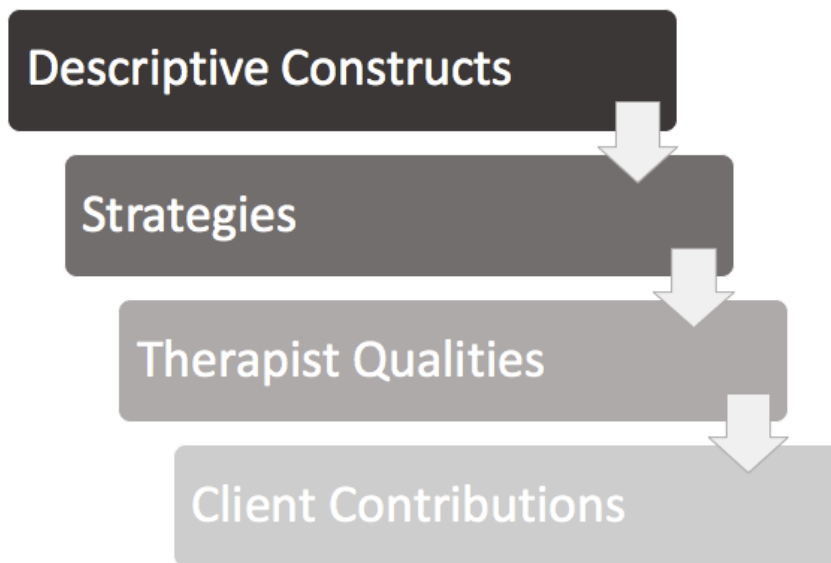 Descriptive Constructs
Strategies
Therapist Qualities
Client Contributions